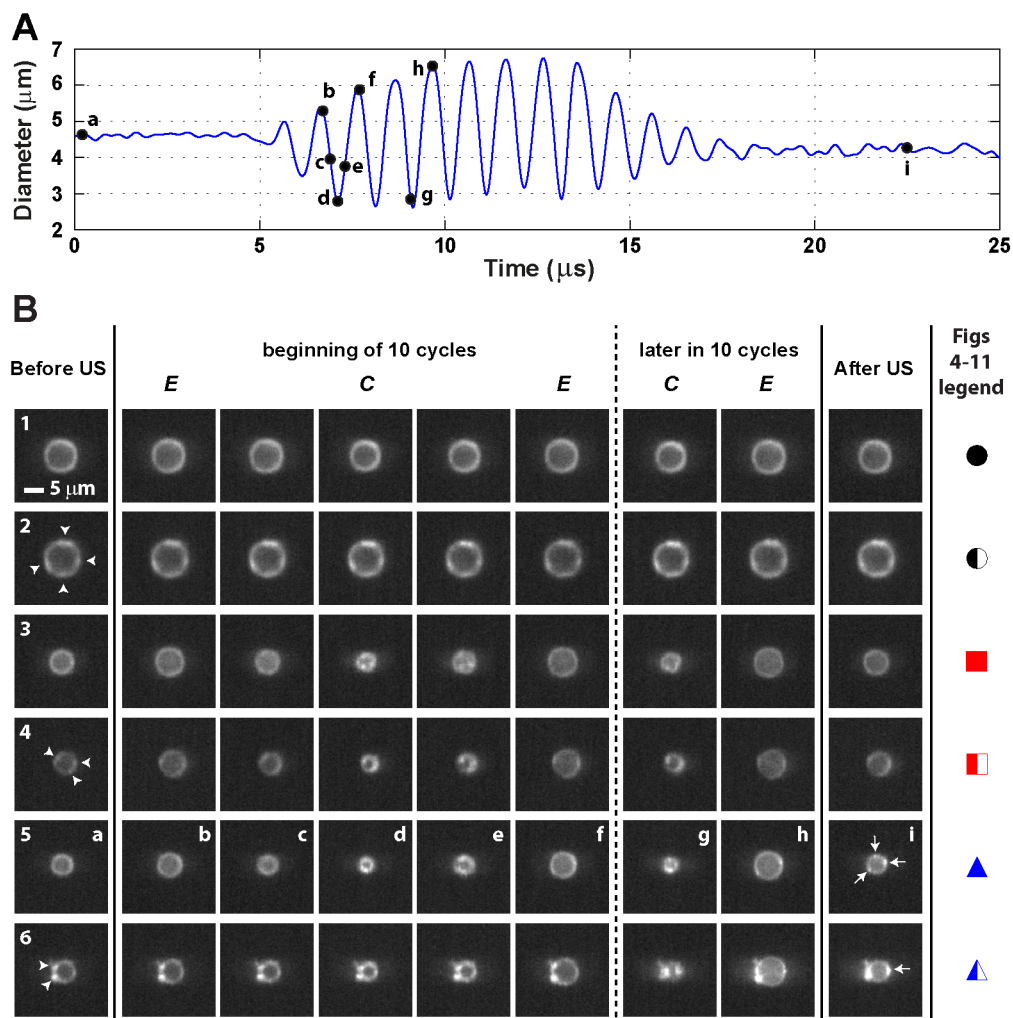 A
Diameter (μm)
7
6
5
4
3
2
a
b
c
d
e
f
g
h
i
0
5
10
15
20
25
Time (μs)
B
Before US
beginning of 10 cycles
later in 10 cycles
After US
Figs
4-11
legend
E
C
E
C
E
1
5 μm
2
3
4
5
a
b
c
d
e
f
g
h
i
6